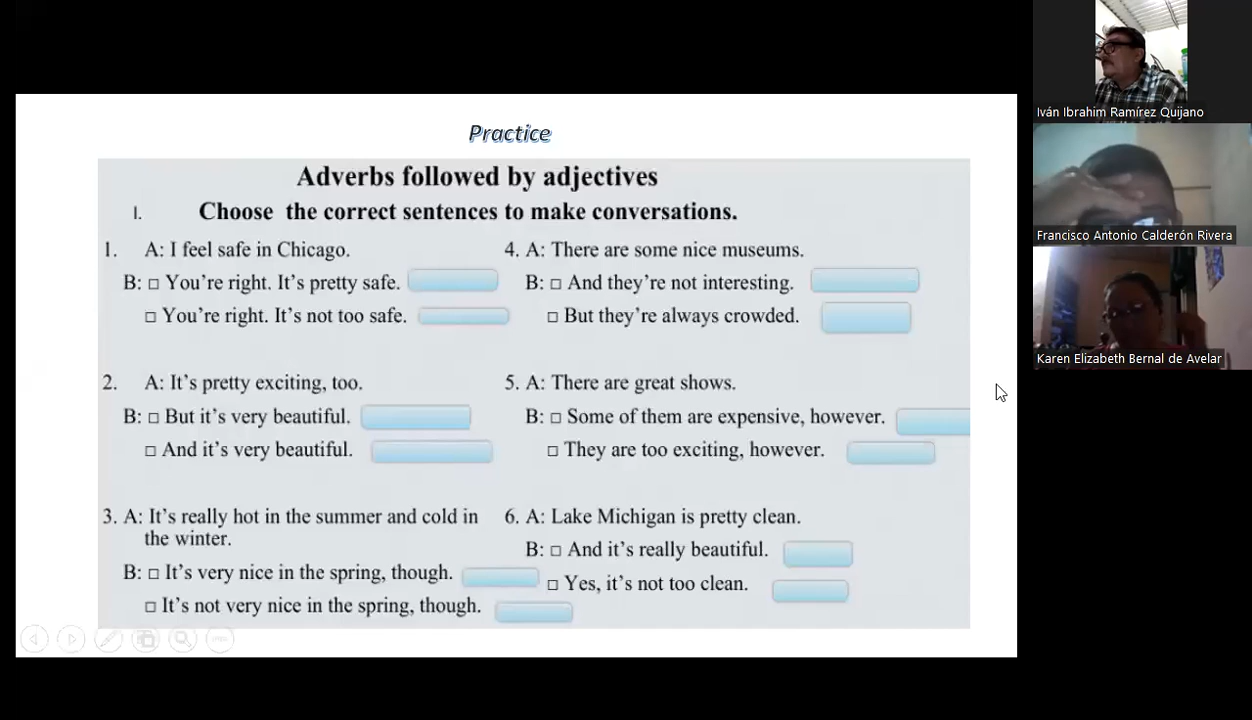 Practice
Adverbs followed by adjectives
I. Choose the correct sentences to make conversations.
1. A: I feel safe in Chicago.
B: □ You're right. It's pretty safe.
□ You're right. It's not too safe.
2. A: It's pretty exciting, too.
B: □ But it's very beautiful.
□ And it's very beautiful.
3. A: It's really hot in the summer and cold in
the winter.
B: □ It's very nice in the spring, though.
□ It's not very nice in the spring, though.
4. A: There are some nice museums.
B: □ And they're not interesting.
□ But they're always crowded.
5. A: There are great shows.
B: □ Some of them are expensive, however.
□ They are too exciting, however.
6. A: Lake Michigan is pretty clean.
B: □ And it's really beautiful.
□ Yes, it's not too clean.
Iván Ibrahim Ramírez Quijano
Francisco Antonio Calderón Rivera
Karen Elizabeth Bernal de Avelar